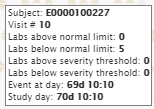 Subject: E0000100227
Visit # 10
Labs above normal limit: 0
Labs below normal limit: 5
Labs above severity threshold: 0
Labs below severity threshold: 0
Event at day: 69d 10:10
Study day: 70d 10:10